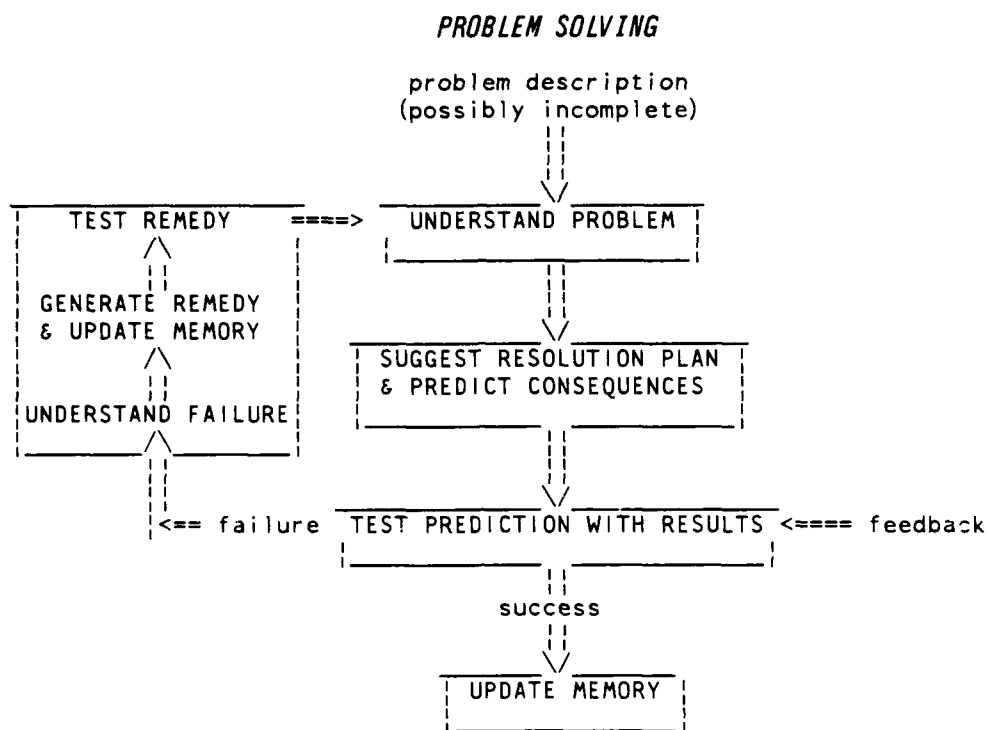 PROBLEM SOLVING
problem description
(possibly incomplete)
TEST REMEDY ====> UNDERSTAND PROBLEM
GENERATE REMEDY
& UPDATE MEMORY
SUGGEST RESOLUTION PLAN
& PREDICT CONSEQUENCES
UNDERSTAND FAILURE
<== failure TEST PREDICTION WITH RESULTS <==== feedback
success
UPDATE MEMORY